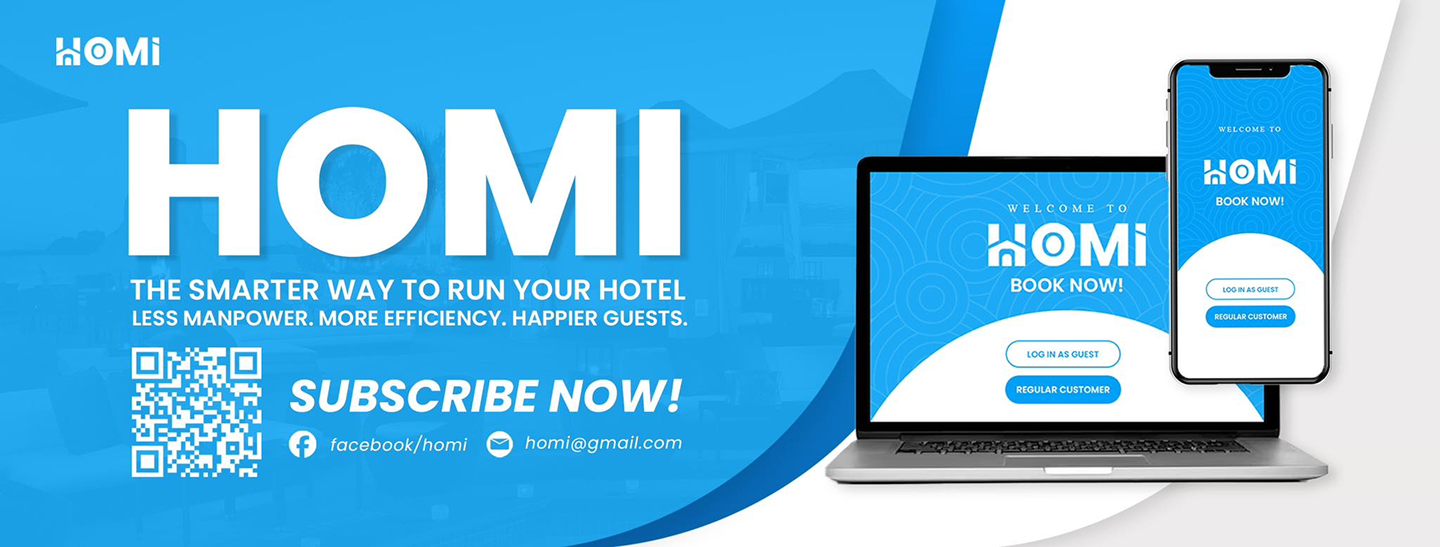 HOMi
HOMI
THE SMARTER WAY TO RUN YOUR HOTEL
LESS MANPOWER. MORE EFFICIENCY. HAPPIER GUESTS.
SUBSCRIBE NOW!
facebook/homi
homi@gmail.com
WELCOME TO
HOMi
BOOK NOW!
LOG IN AS GUEST
REGULAR CUSTOMER
WELCOME TO
HOMi
BOOK NOW!
LOG IN AS GUEST
REGULAR CUSTOMER